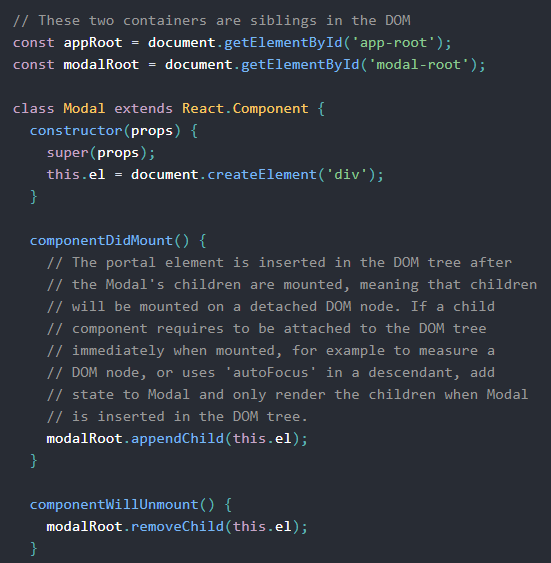 // These two containers are siblings in the DOM
const appRoot = document.getElementById('app-root');
const modalRoot = document.getElementById('modal-root');

class Modal extends React.Component {
  constructor(props) {
    super(props);
    this.el = document.createElement('div');
  }

  componentDidMount() {
    // The portal element is inserted in the DOM tree after
    // the Modal's children are mounted, meaning that children
    // will be mounted on a detached DOM node. If a child
    // component requires to be attached to the DOM tree
    // immediately when mounted, for example to measure a
    // DOM node, or uses 'autoFocus' in a descendant, add
    // state to Modal and only render the children when Modal
    // is inserted in the DOM tree.
    modalRoot.appendChild(this.el);
  }

  componentWillUnmount() {
    modalRoot.removeChild(this.el);
  }